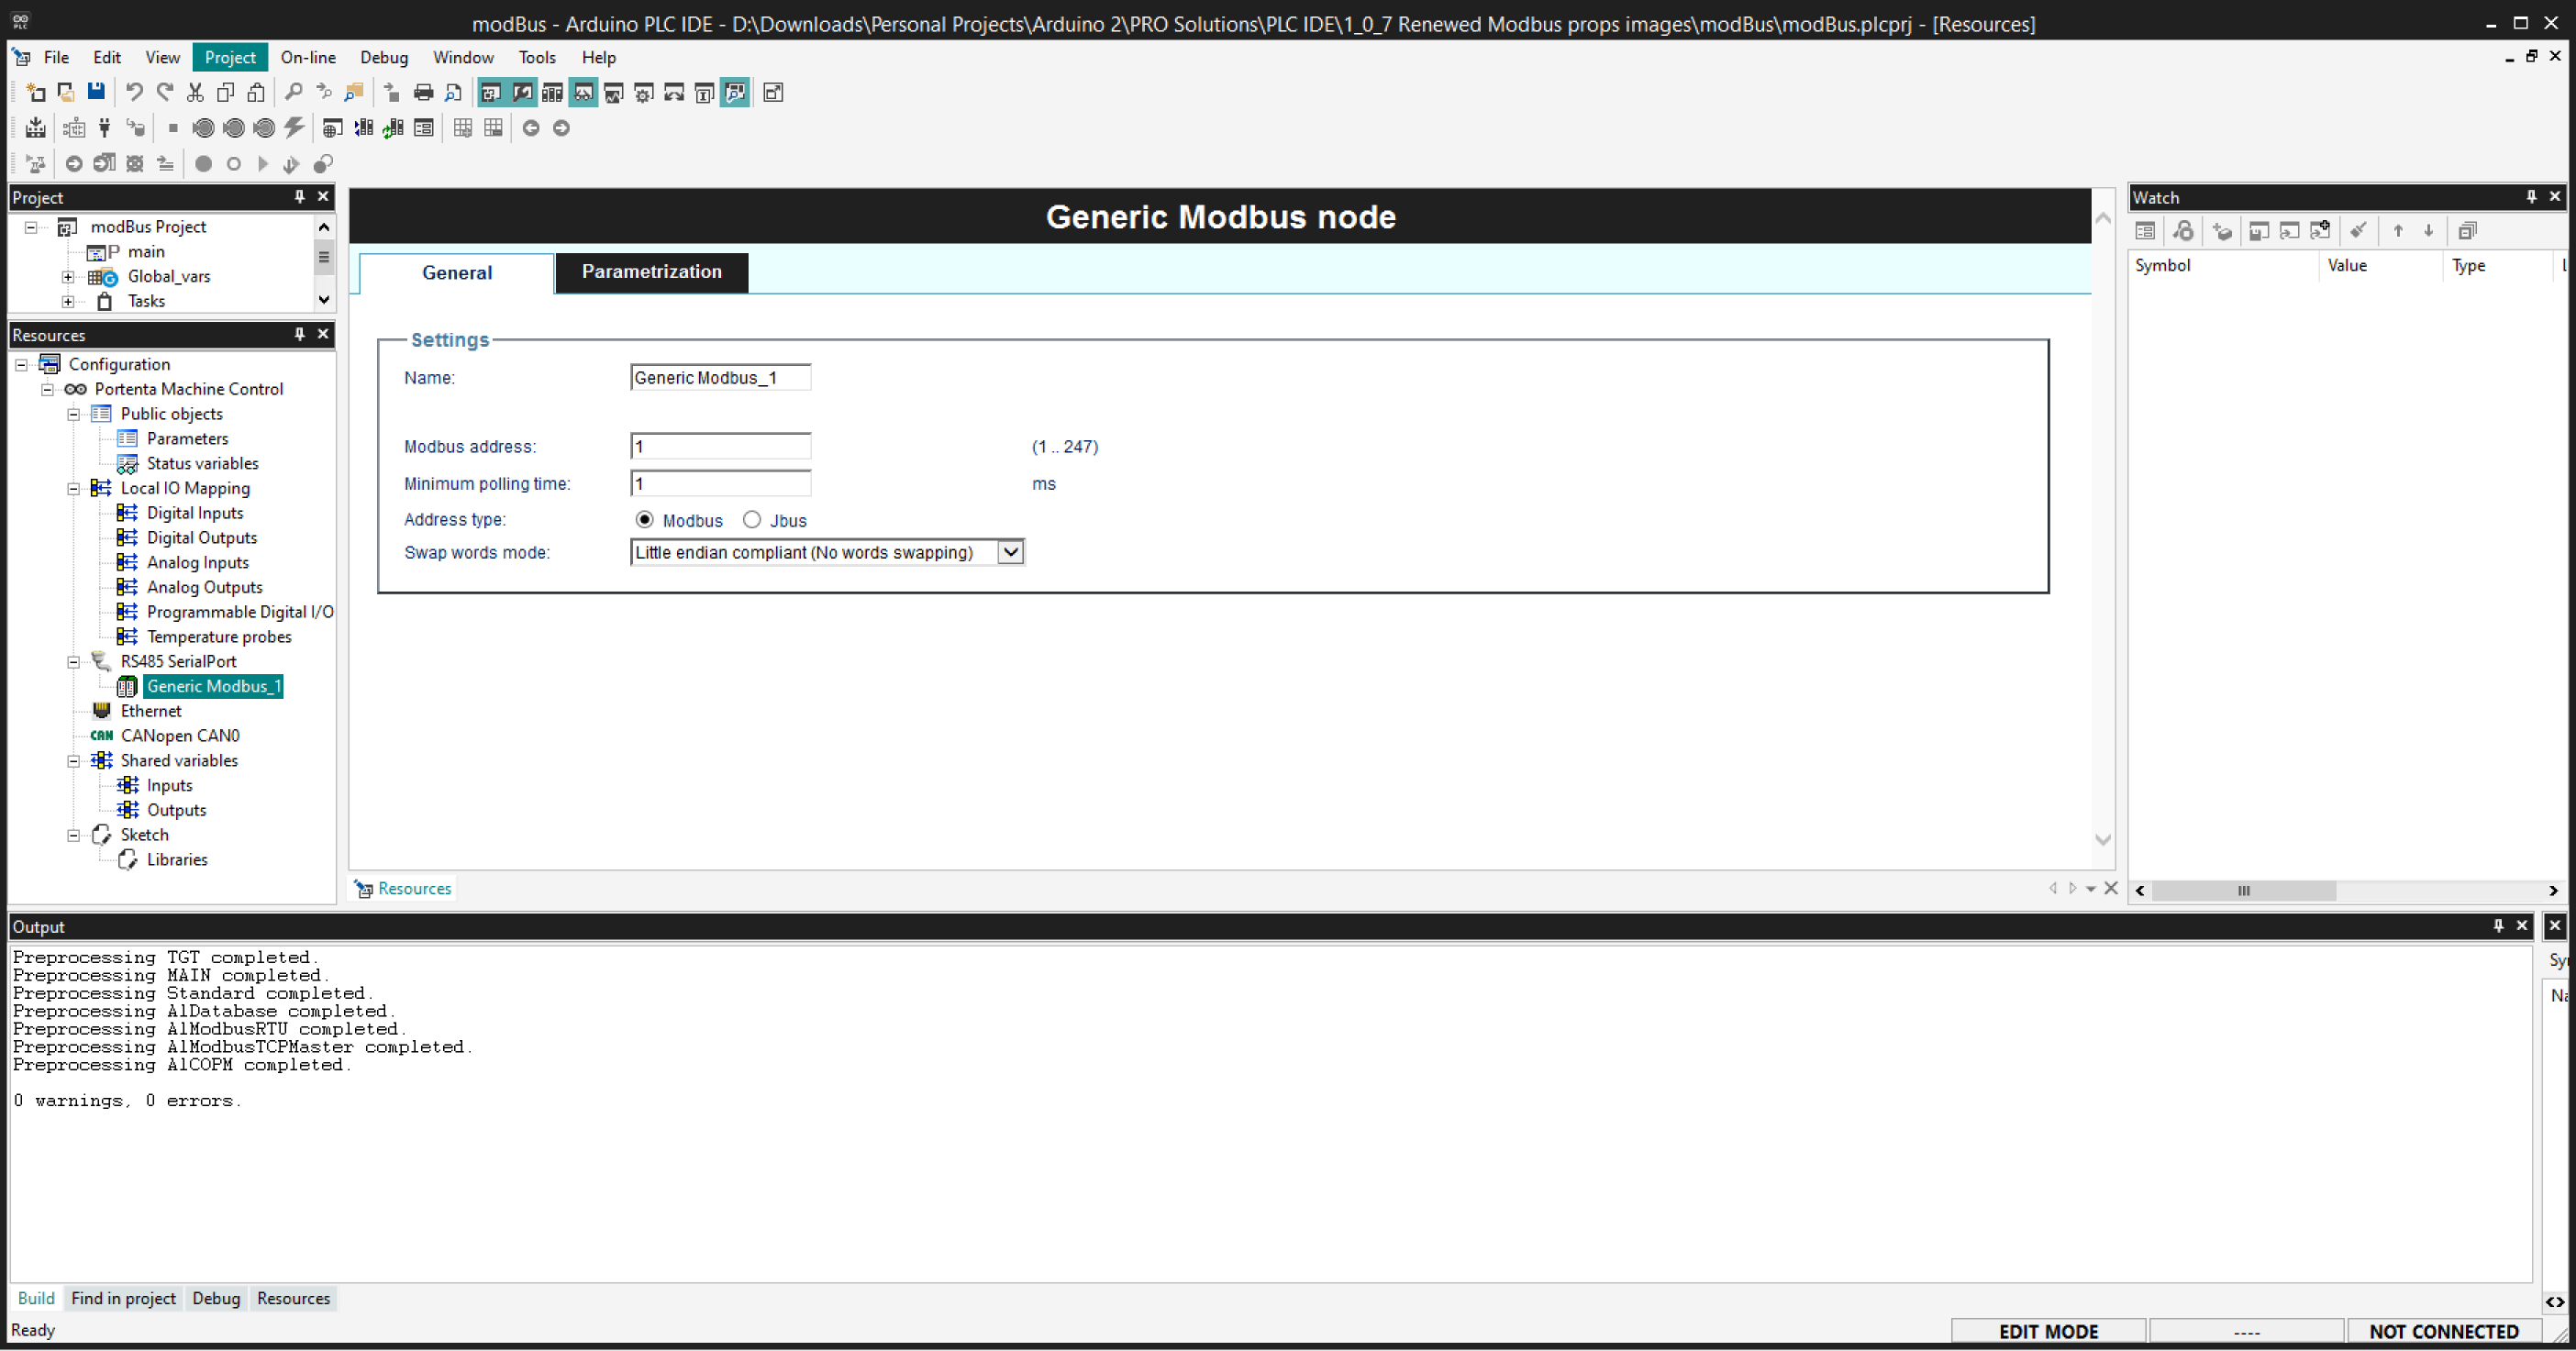 modBus - Arduino PLC IDE - D:\Downloads\Personal Projects\Arduino 2\PRO Solutions\PLC IDE\1_0_7 Renewed Modbus props images\modBus\modBus.plcprj - [Resources]
File Edit View Project On-line Debug Window Tools Help
Project
modBus Project
main
Global_vars
Tasks
Resources
Configuration
Portenta Machine Control
Public objects
Parameters
Status variables
Local IO Mapping
Digital Inputs
Digital Outputs
Analog Inputs
Analog Outputs
Programmable Digital I/O
Temperature probes
RS485 SerialPort
Generic Modbus_1
Ethernet
CAN CANopen CAN0
Shared variables
Inputs
Outputs
Sketch
Libraries
Generic Modbus node
General Parametrization
Settings
Name: Generic Modbus_1
Modbus address: 1 (1 .. 247)
Minimum polling time: 1 ms
Address type: Modbus Jbus
Swap words mode: Little endian compliant (No words swapping)
Resources
Watch
Symbol Value Type
Output
Preprocessing TGT completed.
Preprocessing MAIN completed.
Preprocessing Standard completed.
Preprocessing AlDatabase completed.
Preprocessing AlModbusRTU completed.
Preprocessing AlModbusTCPMaster completed.
Preprocessing AlCOPM completed.
0 warnings, 0 errors.
Build Find in project Debug Resources
Ready
EDIT MODE ---- NOT CONNECTED